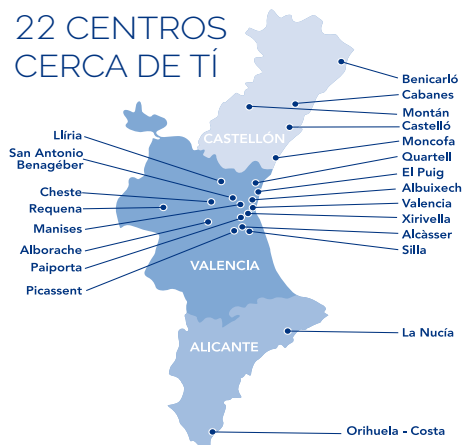 22 CENTROS
CERCA DE TÍ
Benicarló
Cabanes
Montán
Castelló
Moncofa
Quartell
El Puig
Albuixech
Valencia
Xirivella
Alcàsser
Silla
Llíria
San Antonio
Benagéber
Cheste
Requena
Manises
Alborache
Paiporta
Picassent
CASTELLÓN
VALENCÍA
ALICANTE
La Nucía
Orihuela - Costa